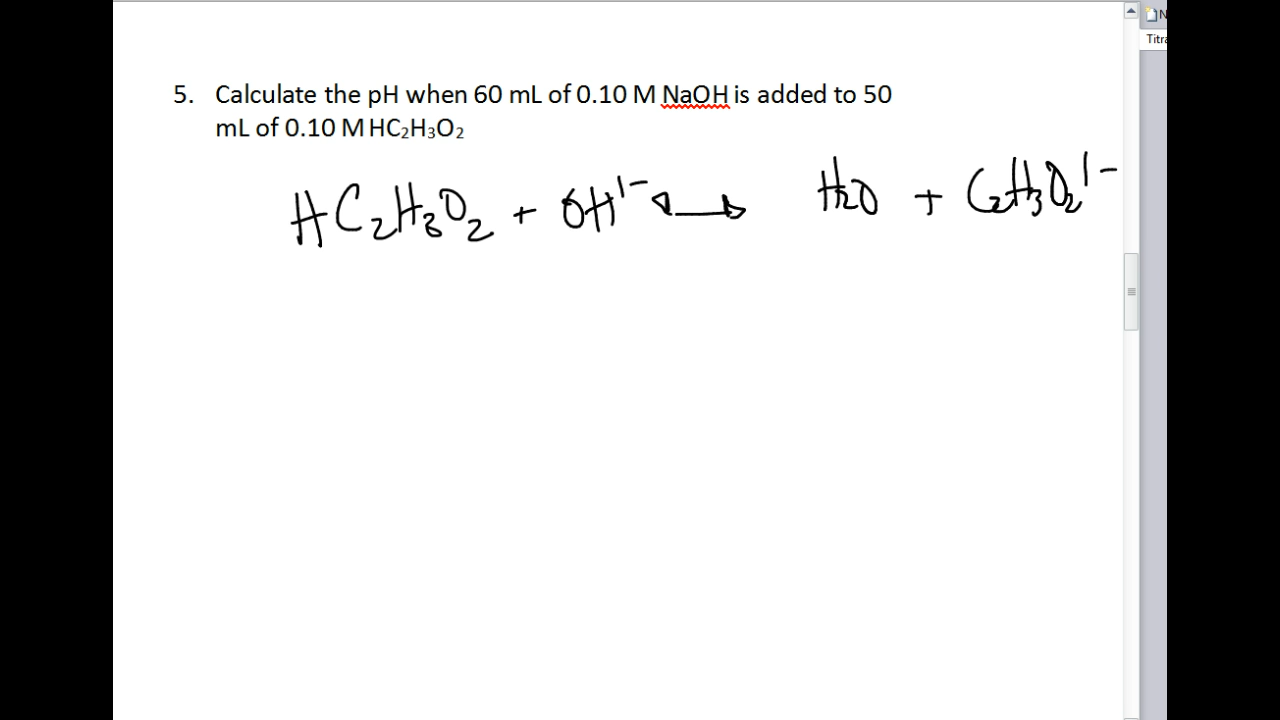 N
Titra
5. Calculate the pH when 60 mL of 0.10 M NaOH is added to 50
mL of 0.10 M HC₂H₃O₂
HC₂H₃O₂ + OH¹⁻ ↔ H₂O + C₂H₃O₂¹⁻